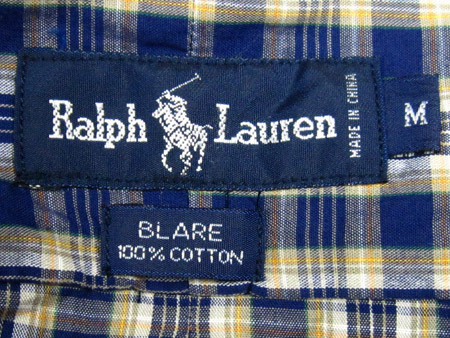 Ralph Lauren
MADE IN CHINA
M
BLARE
100% COTTON